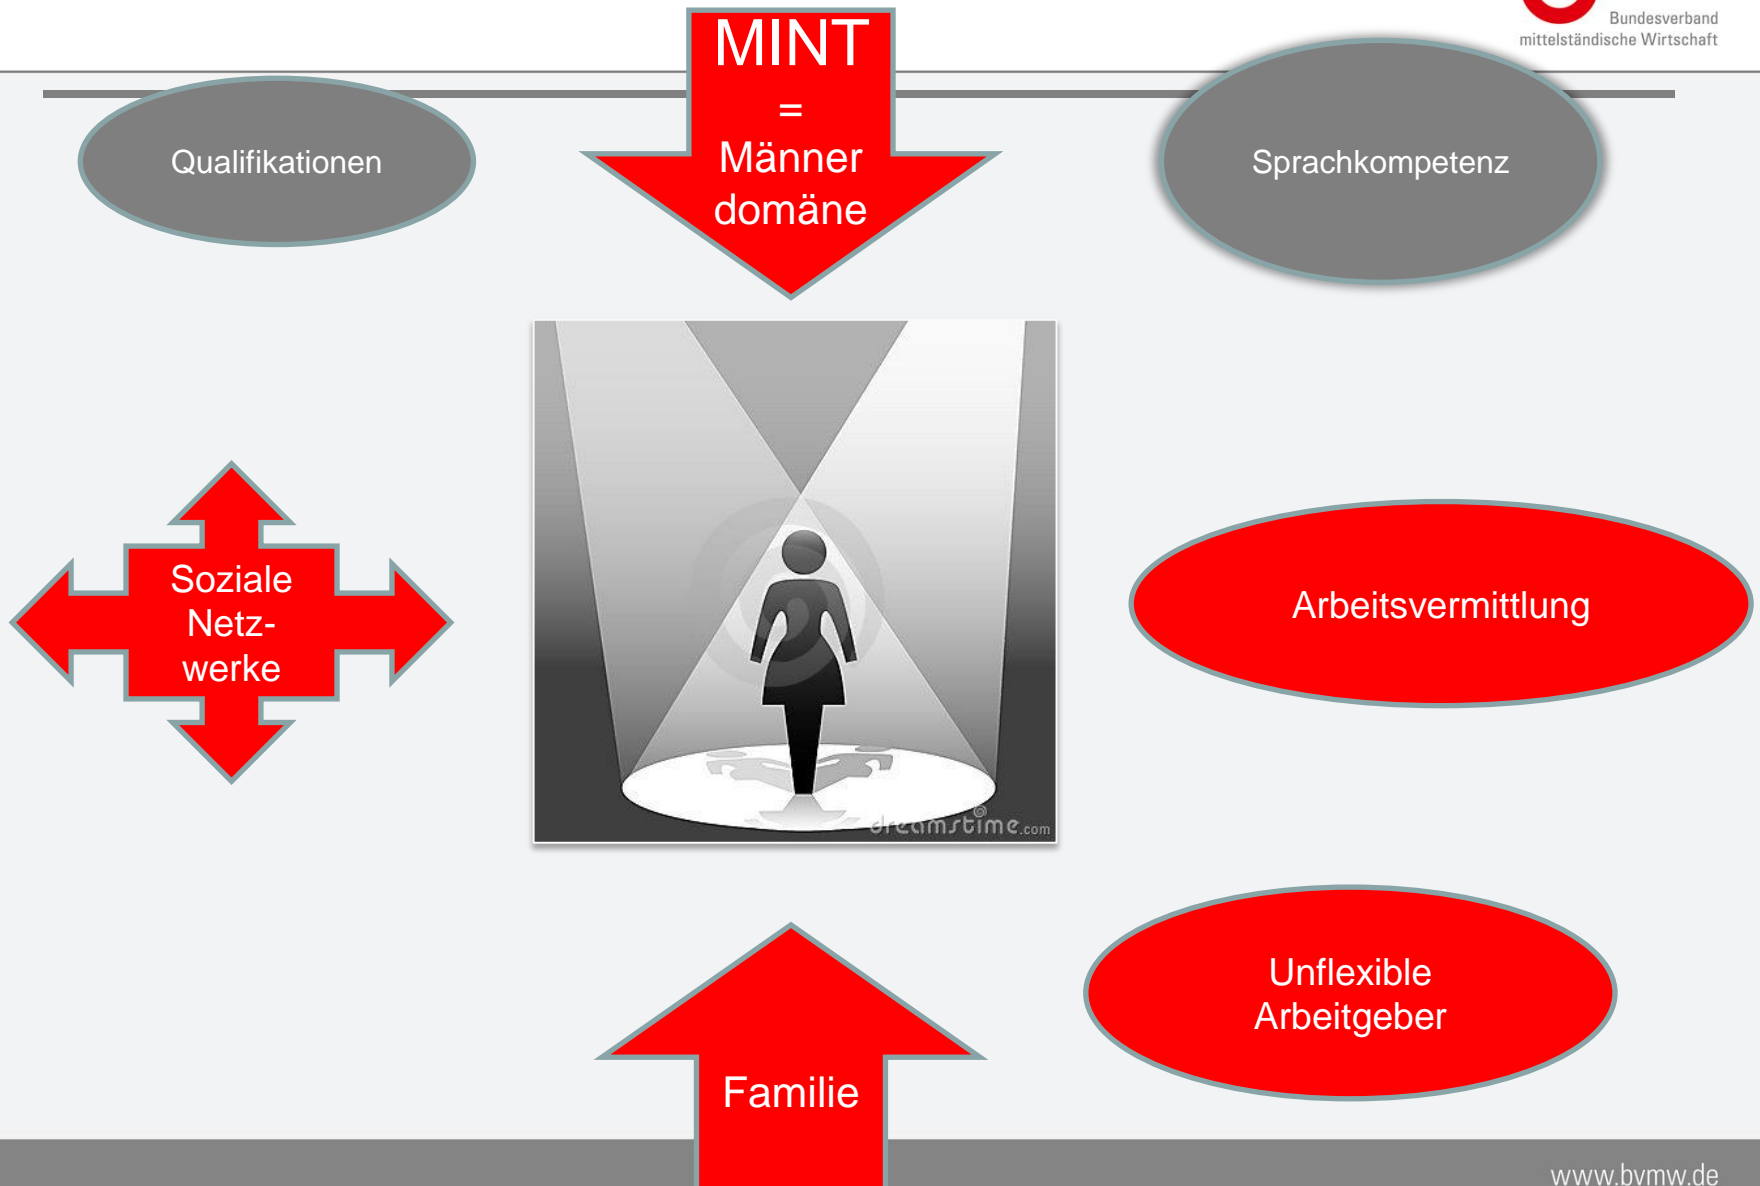 Bundesverband
mittelständische Wirtschaft
MINT
=
Männer
domäne
Qualifikationen
Sprachkompetenz
Soziale
Netz-
werke
Arbeitsvermittlung
dreamstime.com
Unflexible
Arbeitgeber
Familie
www.bvmw.de